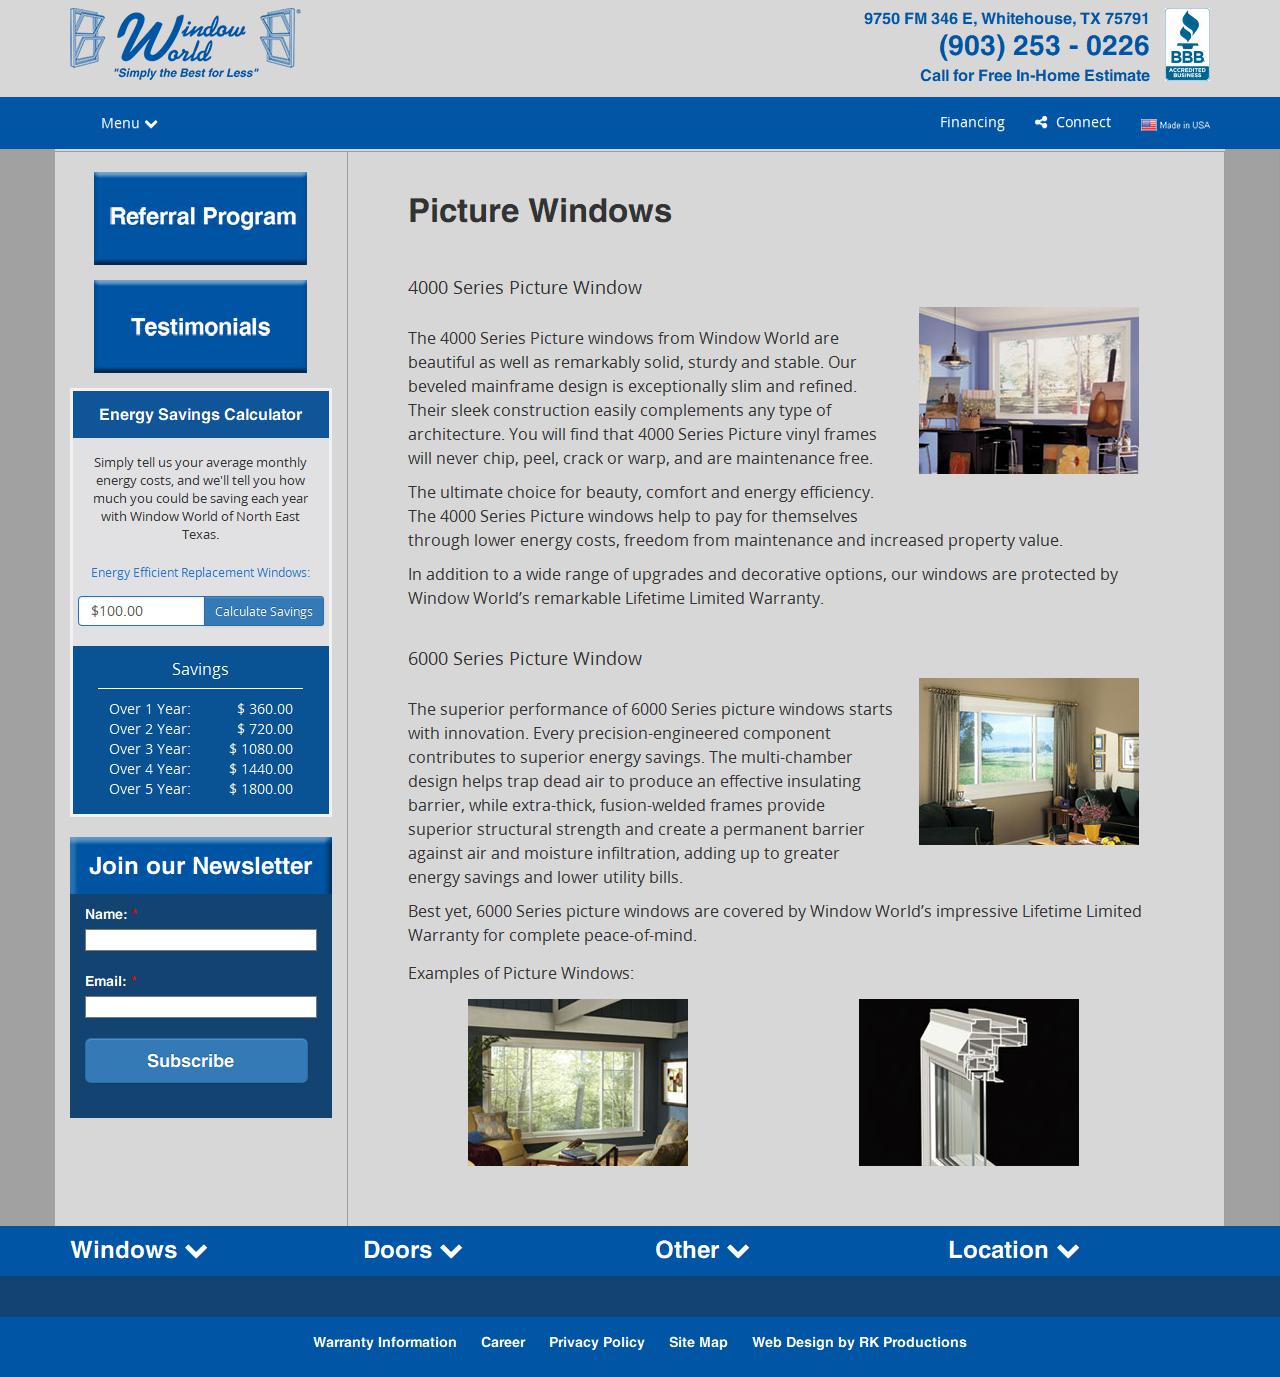 Window World
"Simply the Best for Less"
9750 FM 346 E, Whitehouse, TX 75791
(903) 253 - 0226
Call for Free In-Home Estimate
BBB
ACCREDITED BUSINESS
Menu
Financing
Connect
Made in USA
Referral Program
Testimonials
Energy Savings Calculator
Simply tell us your average monthly
energy costs, and we'll tell you how
much you could be saving each year
with Window World of North East
Texas.
Energy Efficient Replacement Windows:
$100.00 Calculate Savings
Savings
Over 1 Year: $ 360.00
Over 2 Year: $ 720.00
Over 3 Year: $ 1080.00
Over 4 Year: $ 1440.00
Over 5 Year: $ 1800.00
Join our Newsletter
Name: *
Email: *
Subscribe
Picture Windows
4000 Series Picture Window
The 4000 Series Picture windows from Window World are
beautiful as well as remarkably solid, sturdy and stable. Our
beveled mainframe design is exceptionally slim and refined.
Their sleek construction easily complements any type of
architecture. You will find that 4000 Series Picture vinyl frames
will never chip, peel, crack or warp, and are maintenance free.
The ultimate choice for beauty, comfort and energy efficiency.
The 4000 Series Picture windows help to pay for themselves
through lower energy costs, freedom from maintenance and increased property value.
In addition to a wide range of upgrades and decorative options, our windows are protected by
Window World’s remarkable Lifetime Limited Warranty.
6000 Series Picture Window
The superior performance of 6000 Series picture windows starts
with innovation. Every precision-engineered component
contributes to superior energy savings. The multi-chamber
design helps trap dead air to produce an effective insulating
barrier, while extra-thick, fusion-welded frames provide
superior structural strength and create a permanent barrier
against air and moisture infiltration, adding up to greater
energy savings and lower utility bills.
Best yet, 6000 Series picture windows are covered by Window World’s impressive Lifetime Limited
Warranty for complete peace-of-mind.
Examples of Picture Windows:
Windows
Doors
Other
Location
Warranty Information
Career
Privacy Policy
Site Map
Web Design by RK Productions